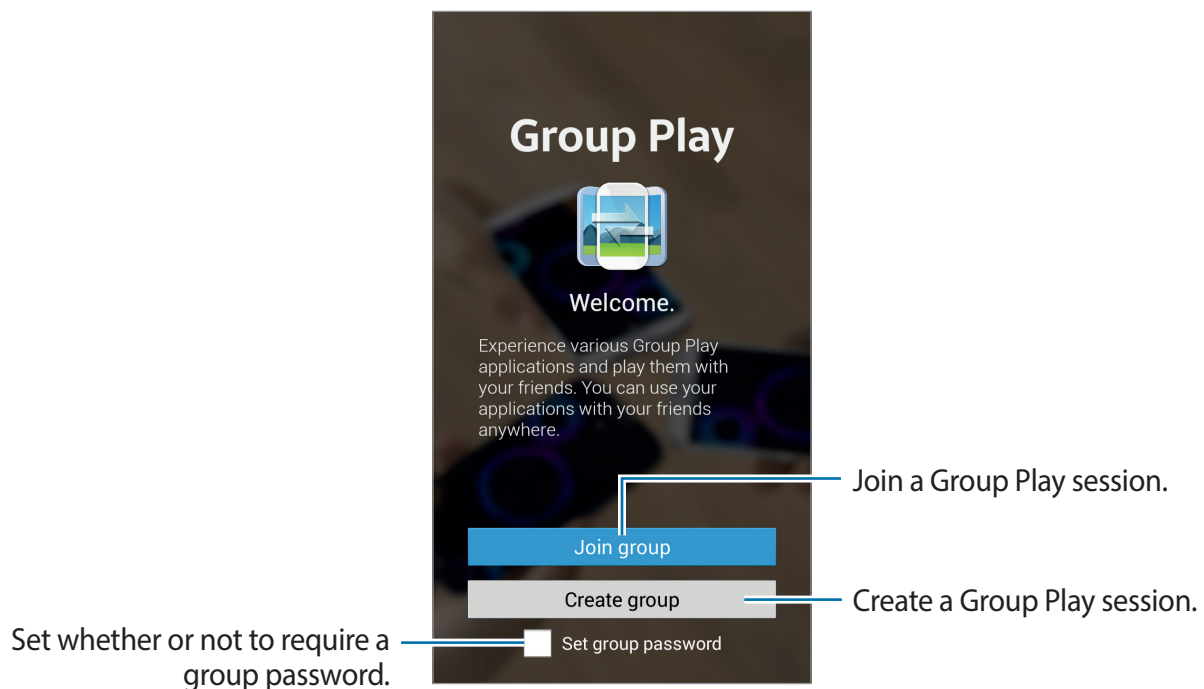 Group Play
Welcome.
Experience various Group Play
applications and play them with
your friends. You can use your
applications with your friends
anywhere.
Join a Group Play session.
Join group
Create group
Create a Group Play session.
Set whether or not to require a
group password.
Set group password